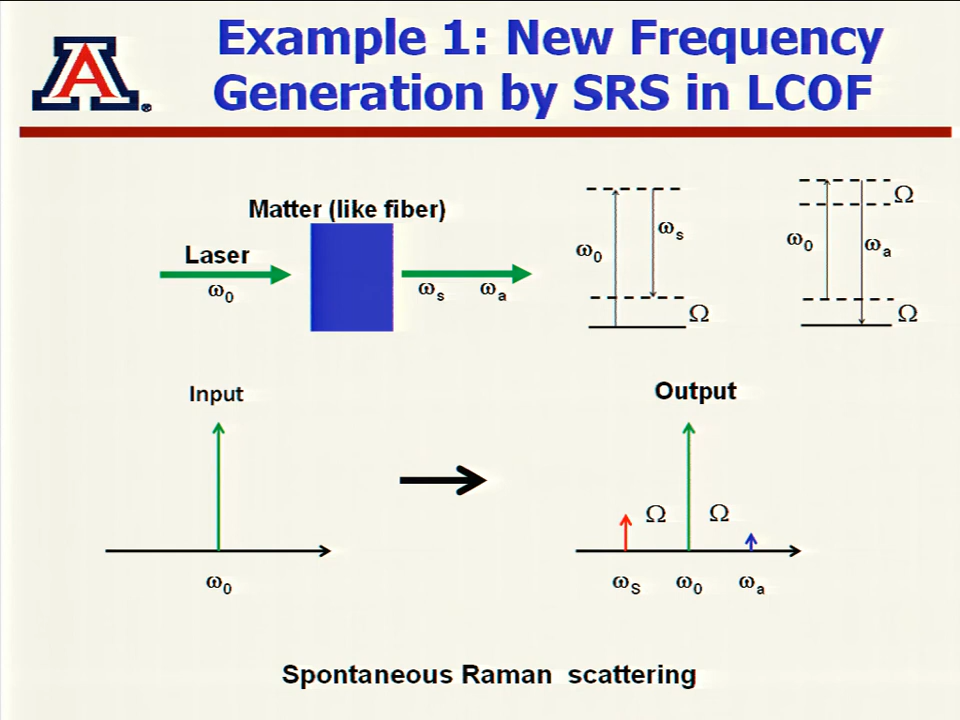 Example 1: New Frequency
Generation by SRS in LCOF
A
®
Matter (like fiber)
Laser
ω0
ωs ωa
ω0
ωs
Ω
Ω
ω0
ωa
Ω
Input
ω0
Output
Ω Ω
ωS ω0 ωa
Spontaneous Raman scattering